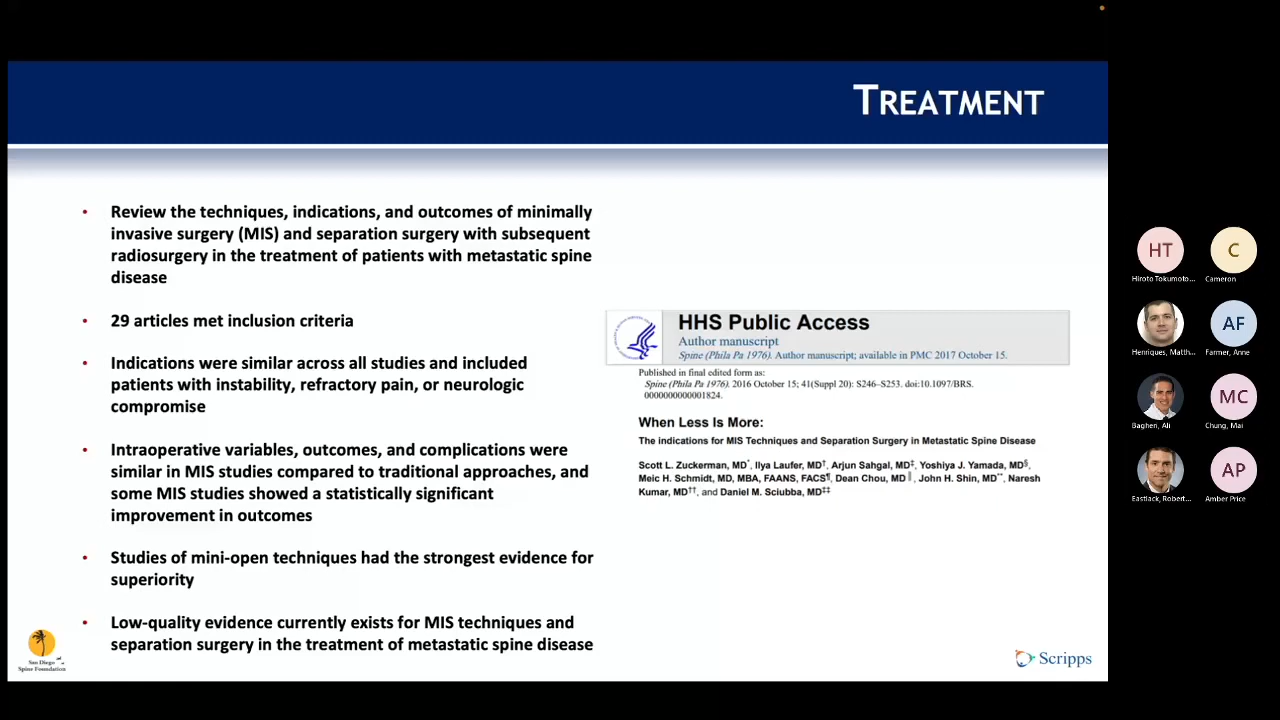 TREATMENT
• Review the techniques, indications, and outcomes of minimally
invasive surgery (MIS) and separation surgery with subsequent
radiosurgery in the treatment of patients with metastatic spine
disease
• 29 articles met inclusion criteria
• Indications were similar across all studies and included
patients with instability, refractory pain, or neurologic
compromise
• Intraoperative variables, outcomes, and complications were
similar in MIS studies compared to traditional approaches, and
some MIS studies showed a statistically significant
improvement in outcomes
• Studies of mini-open techniques had the strongest evidence for
superiority
• Low-quality evidence currently exists for MIS techniques and
separation surgery in the treatment of metastatic spine disease
HHS Public Access
Author manuscript
Spine (Phila Pa 1976). Author manuscript; available in PMC 2017 October 15.
Published in final edited form as:
Spine (Phila Pa 1976). 2016 October 15; 41(Suppl 20): S246–S253. doi:10.1097/BRS.
0000000000001824.
When Less Is More:
The indications for MIS Techniques and Separation Surgery in Metastatic Spine Disease
Scott L. Zuckerman, MD*, Ilya Laufer, MD†, Arjun Sahgal, MD‡, Yoshiya J. Yamada, MD§,
Meic H. Schmidt, MD, MBA, FAANS, FACS¶, Dean Chou, MD‖, John H. Shin, MD**, Naresh
Kumar, MD††, and Daniel M. Sciubba, MD‡‡
San Diego
Spine Foundation
Scripps
HT
C
Hiroto Tokumoto...
Cameron
AF
Henriques, Matth...
Farmer, Anne
MC
Bagheri, Ali
Chung, Mai
AP
Eastlack, Robert...
Amber Price